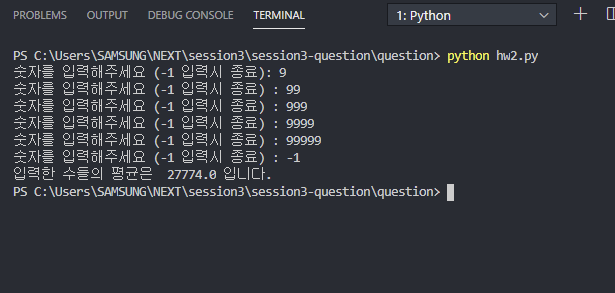 PROBLEMS OUTPUT DEBUG CONSOLE TERMINAL 1: Python
PS C:\Users\SAMSUNG\NEXT\session3\session3-question\question> python hw2.py
숫자를 입력해주세요 (-1 입력시 종료): 9
숫자를 입력해주세요 (-1 입력시 종료) : 99
숫자를 입력해주세요 (-1 입력시 종료) : 999
숫자를 입력해주세요 (-1 입력시 종료) : 9999
숫자를 입력해주세요 (-1 입력시 종료) : 99999
숫자를 입력해주세요 (-1 입력시 종료) : -1
입력한 수들의 평균은  27774.0 입니다.
PS C:\Users\SAMSUNG\NEXT\session3\session3-question\question>